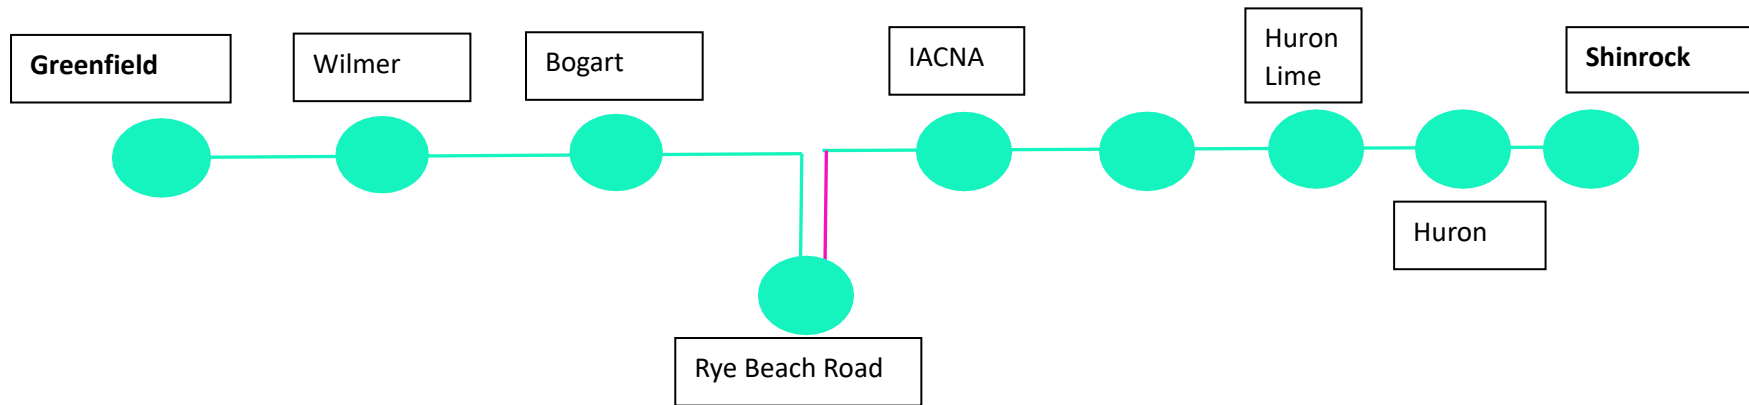 Greenfield
Wilmer
Bogart
IACNA
Huron
Lime
Shinrock
Huron
Rye Beach Road